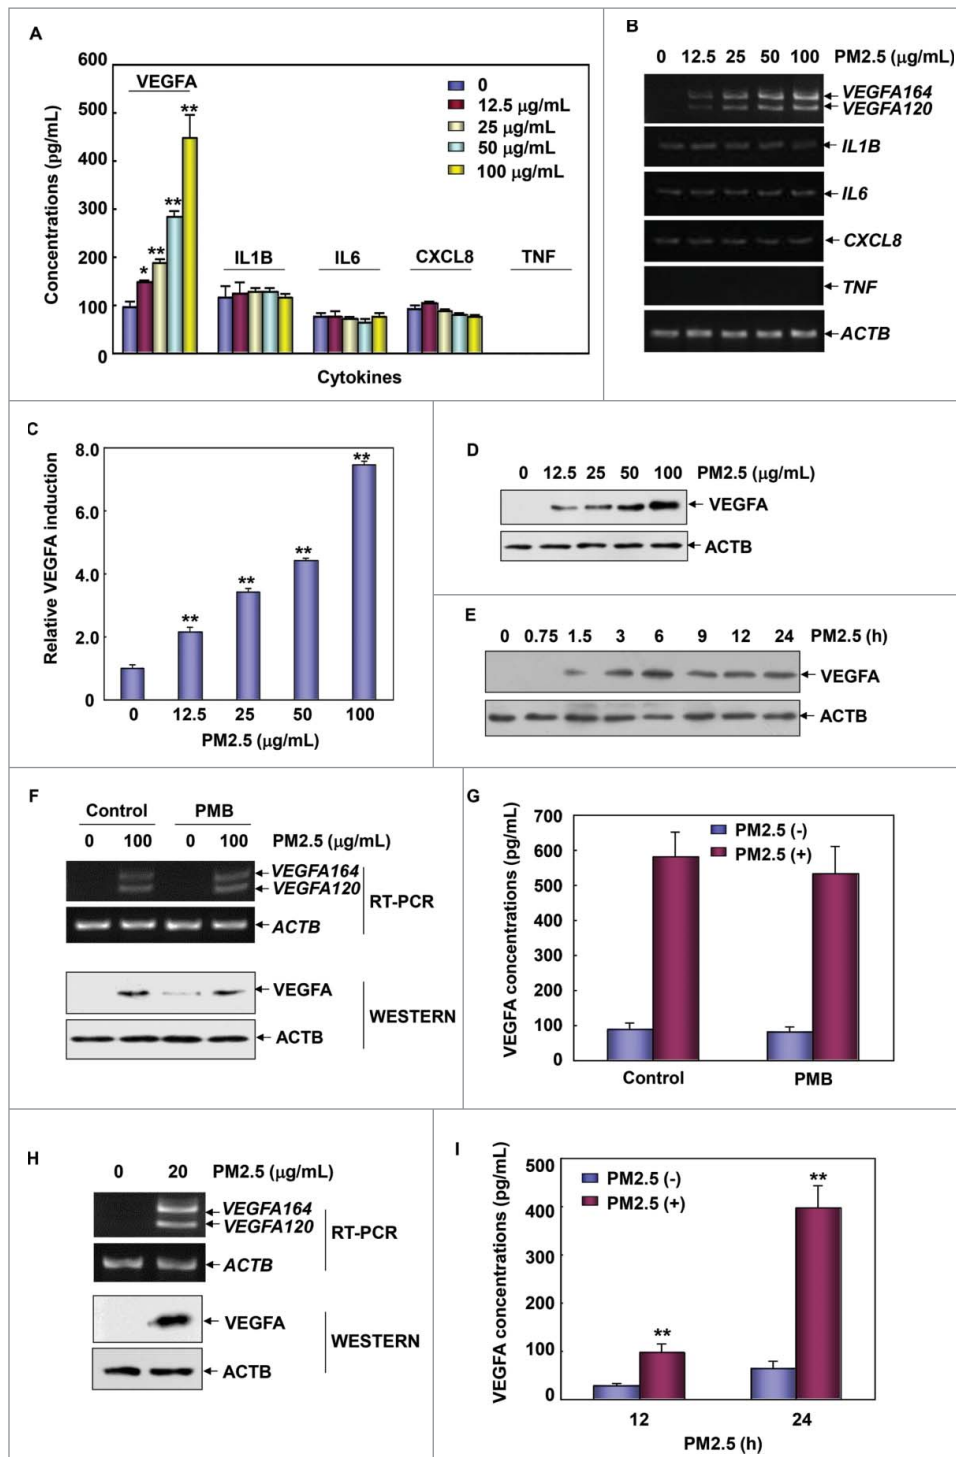 A
600
500
400
300
200
100
0
Concentrations (pg/mL)
VEGFA
**
**
**
*
0
12.5 µg/mL
25 µg/mL
50 µg/mL
100 µg/mL
IL1B IL6 CXCL8 TNF
Cytokines
B
0 12.5 25 50 100 PM2.5 (µg/mL)
VEGFA164
VEGFA120
IL1B
IL6
CXCL8
TNF
ACTB
C
8.0
6.0
4.0
2.0
0
Relative VEGFA induction
**
**
**
**
0 12.5 25 50 100
PM2.5 (µg/mL)
D
0 12.5 25 50 100 PM2.5 (µg/mL)
VEGFA
ACTB
E
0 0.75 1.5 3 6 9 12 24 PM2.5 (h)
VEGFA
ACTB
F
Control PMB
0 100 0 100 PM2.5 (µg/mL)
VEGFA164
VEGFA120
ACTB
RT-PCR
VEGFA
ACTB
WESTERN
G
700
600
500
400
300
200
100
0
VEGFA concentrations (pg/mL)
PM2.5 (-)
PM2.5 (+)
Control PMB
H
0 20 PM2.5 (µg/mL)
VEGFA164
VEGFA120
ACTB
RT-PCR
VEGFA
ACTB
WESTERN
I
500
400
300
200
100
0
VEGFA concentrations (pg/mL)
PM2.5 (-)
PM2.5 (+)
**
**
12 24
PM2.5 (h)